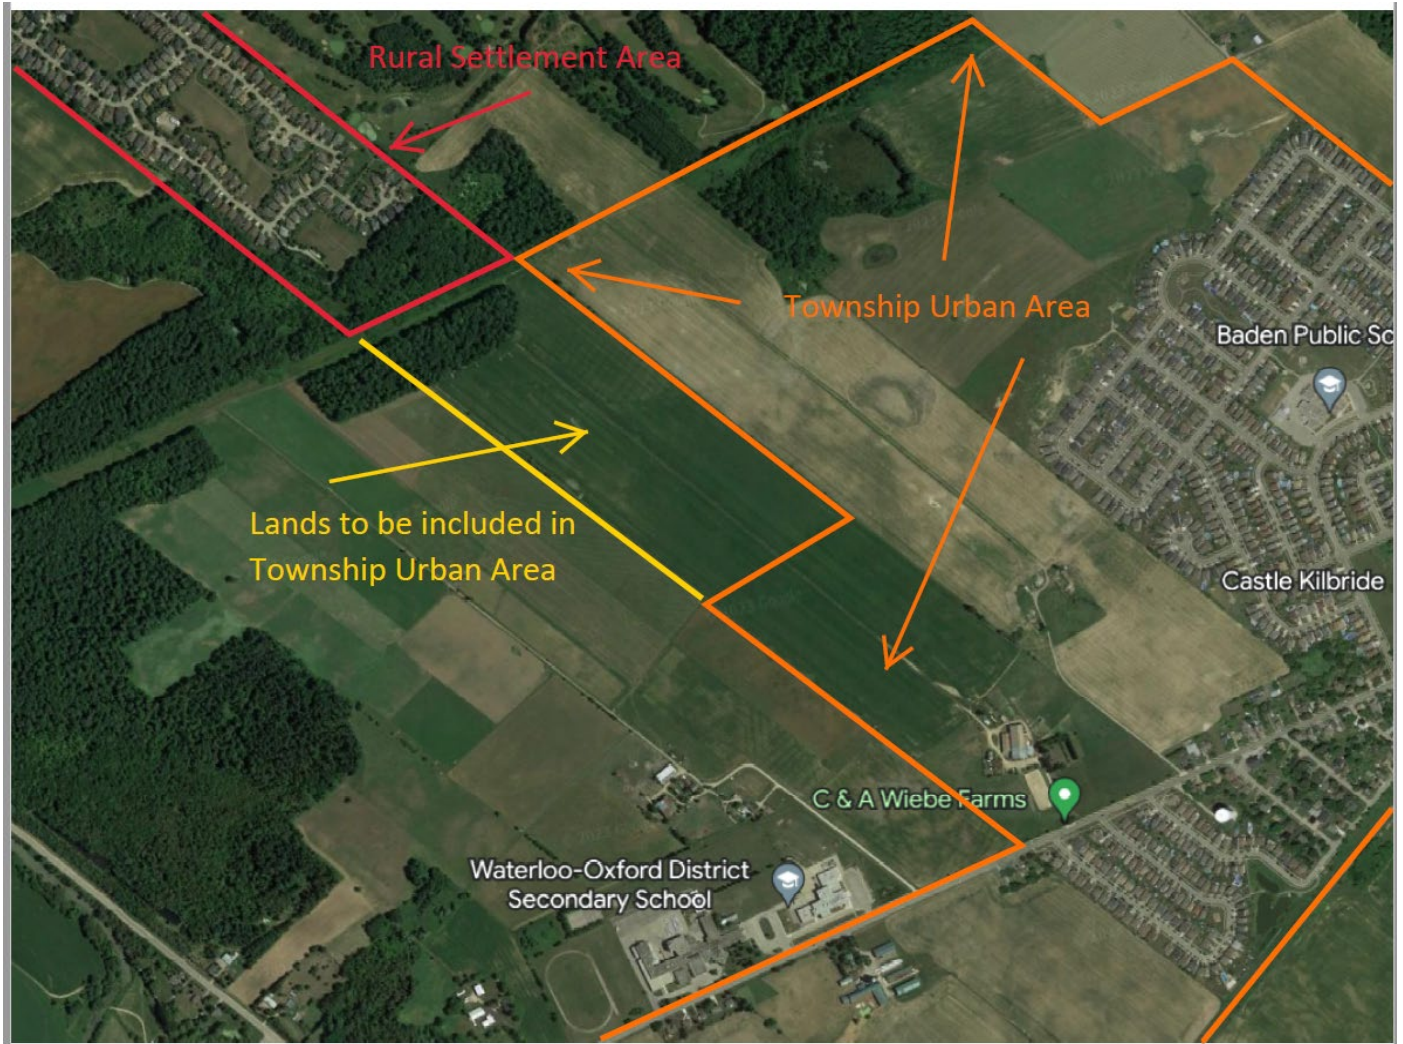 Rural Settlement Area
Township Urban Area
Baden Public Sc
Lands to be included in
Township Urban Area
Castle Kilbride
C & A Wiebe Farms
Waterloo-Oxford District
Secondary School